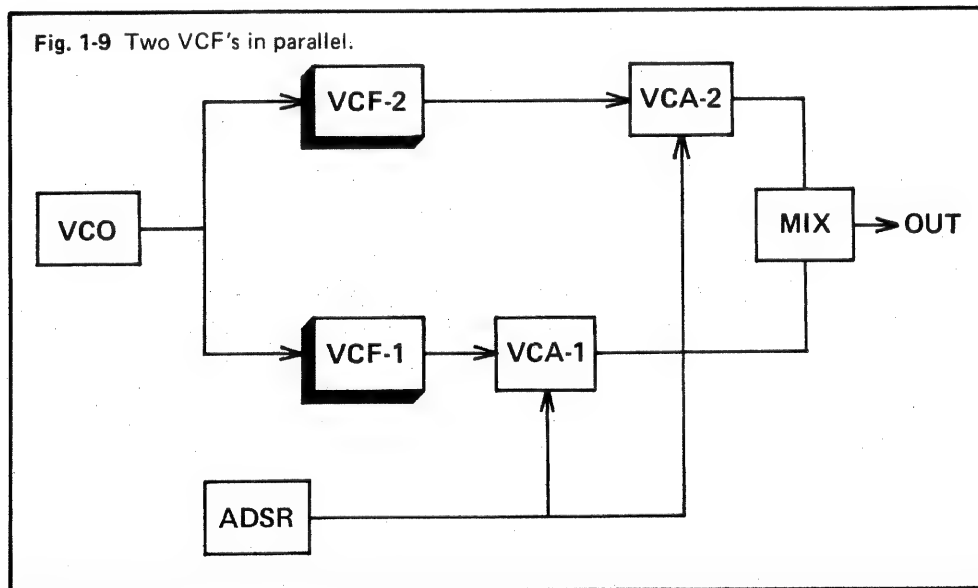 Fig. 1-9 Two VCF's in parallel.
VCF-2
VCA-2
VCO
MIX
OUT
VCF-1
VCA-1
ADSR